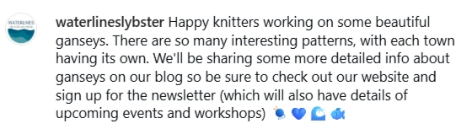 waterlineslybster Happy knitters working on some beautiful
ganseys. There are so many interesting patterns, with each town
having its own. We'll be sharing some more detailed info about
ganseys on our blog so be sure to check out our website and
sign up for the newsletter (which will also have details of
upcoming events and workshops) 🧶 💙 🌊 🐟